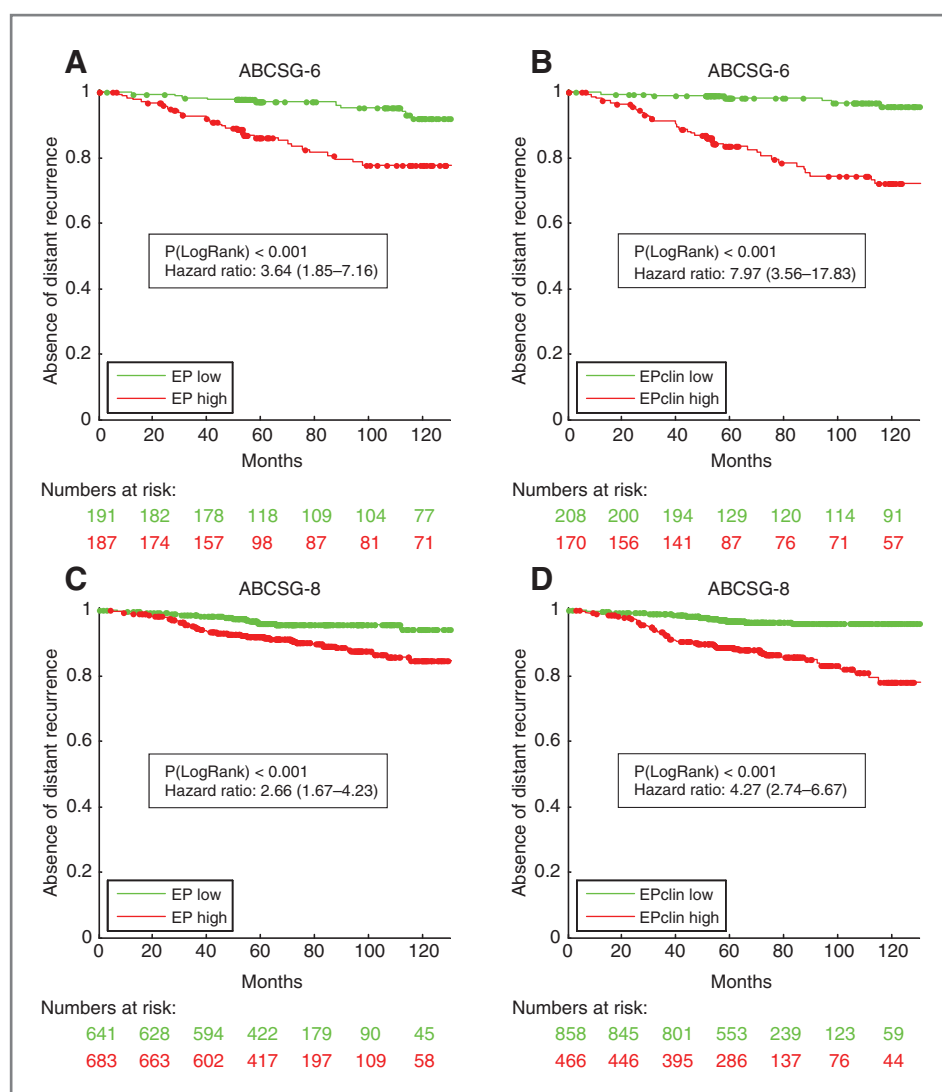 A
ABCSG-6
1
0.8
0.6
0.4
0.2
0
Absence of distant recurrence
P(LogRank) < 0.001
Hazard ratio: 3.64 (1.85–7.16)
EP low
EP high
0 20 40 60 80 100 120
Months
Numbers at risk:
191 182 178 118 109 104 77
187 174 157 98 87 81 71
B
ABCSG-6
1
0.8
0.6
0.4
0.2
0
Absence of distant recurrence
P(LogRank) < 0.001
Hazard ratio: 7.97 (3.56–17.83)
EPclin low
EPclin high
0 20 40 60 80 100 120
Months
Numbers at risk:
208 200 194 129 120 114 91
170 156 141 87 76 71 57
C
ABCSG-8
1
0.8
0.6
0.4
0.2
0
Absence of distant recurrence
P(LogRank) < 0.001
Hazard ratio: 2.66 (1.67–4.23)
EP low
EP high
0 20 40 60 80 100 120
Months
Numbers at risk:
641 628 594 422 179 90 45
683 663 602 417 197 109 58
D
ABCSG-8
1
0.8
0.6
0.4
0.2
0
Absence of distant recurrence
P(LogRank) < 0.001
Hazard ratio: 4.27 (2.74–6.67)
EPclin low
EPclin high
0 20 40 60 80 100 120
Months
Numbers at risk:
858 845 801 553 239 123 59
466 446 395 286 137 76 44